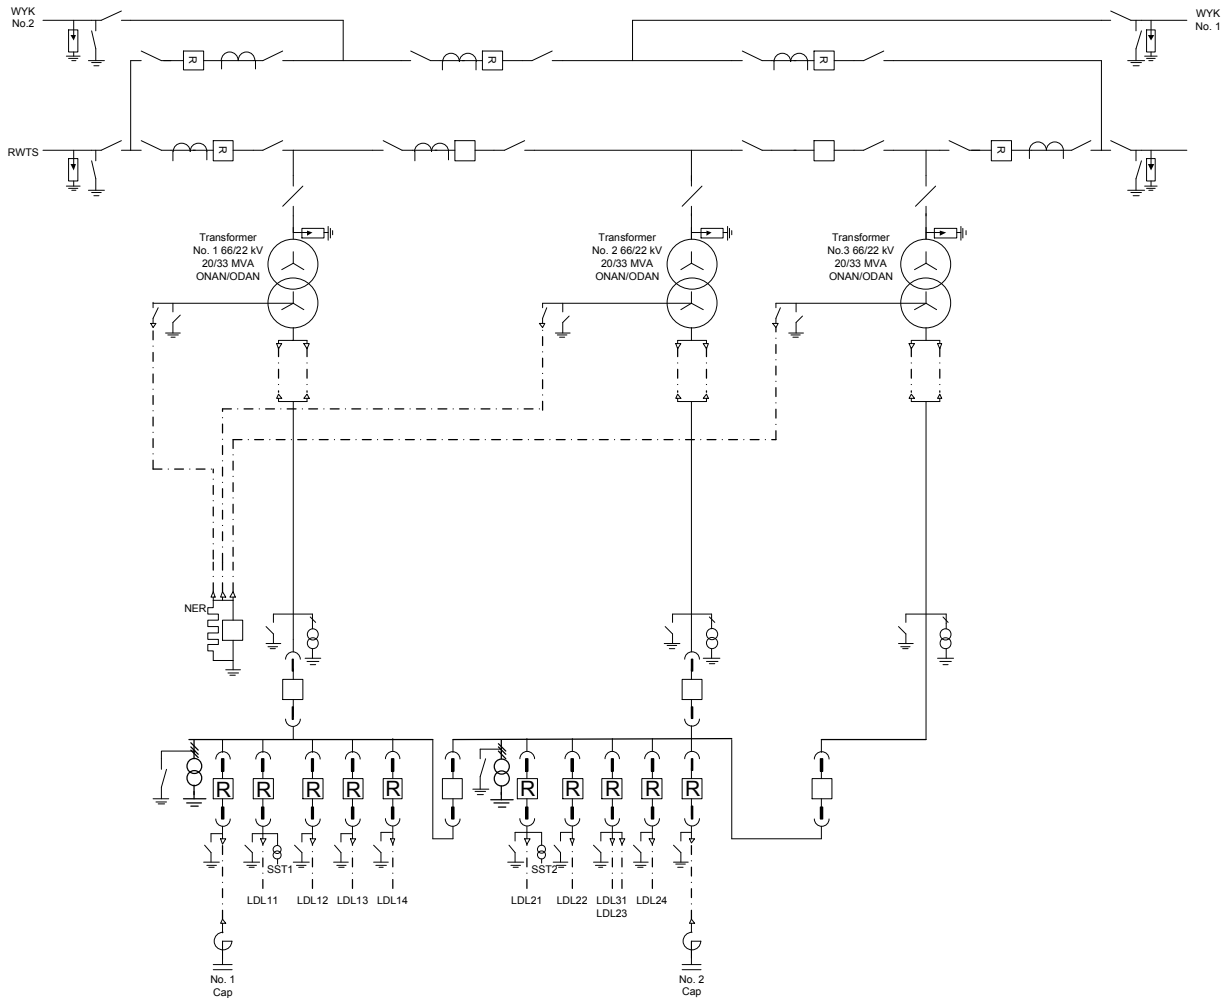 WYK
No.2
WYK
No. 1
R
R
R
RWTS
R
R
Transformer
No. 1 66/22 kV
20/33 MVA
ONAN/ODAN
Transformer
No. 2 66/22 kV
20/33 MVA
ONAN/ODAN
Transformer
No.3 66/22 kV
20/33 MVA
ONAN/ODAN
NER
R
R
R
R
R
R
R
R
R
R
SST1
SST2
LDL11
LDL12
LDL13
LDL14
LDL21
LDL22
LDL31
LDL23
LDL24
No. 1
Cap
No. 2
Cap